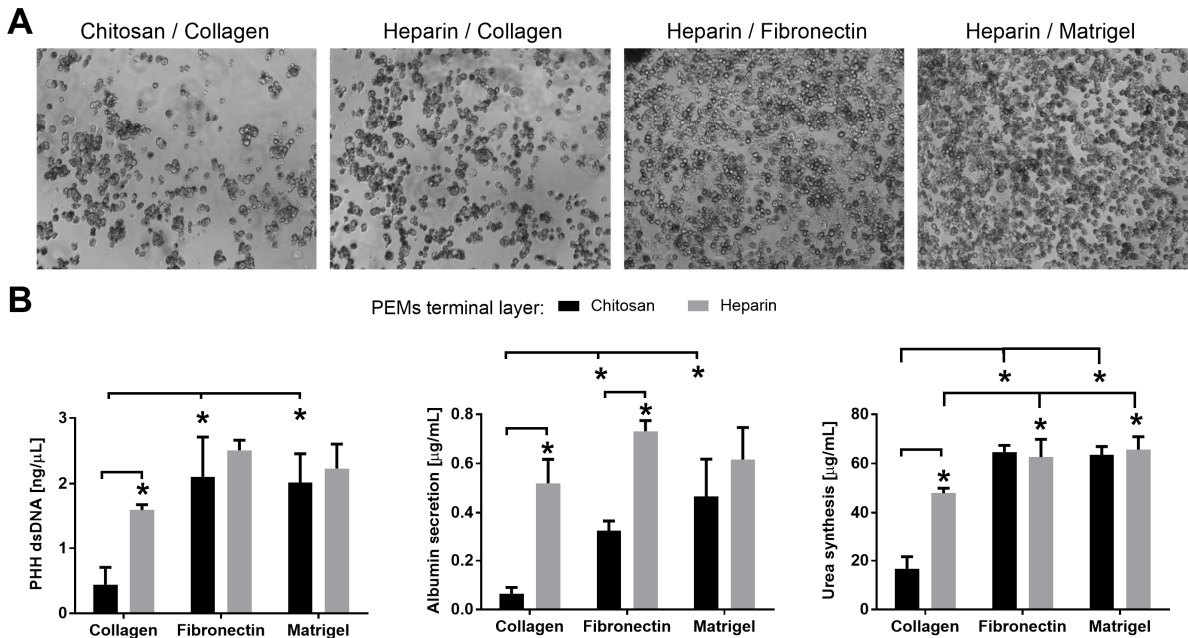 A
Chitosan / Collagen
Heparin / Collagen
Heparin / Fibronectin
Heparin / Matrigel
B
PEMs terminal layer: Chitosan Heparin
PHH dsDNA [ng/μL]
3
2
1
0
* * *
Collagen Fibronectin Matrigel
Albumin secretion [μg/mL]
0.8
0.6
0.4
0.2
0.0
* * * *
Collagen Fibronectin Matrigel
Urea synthesis [μg/mL]
80
60
40
20
0
* * * * *
Collagen Fibronectin Matrigel